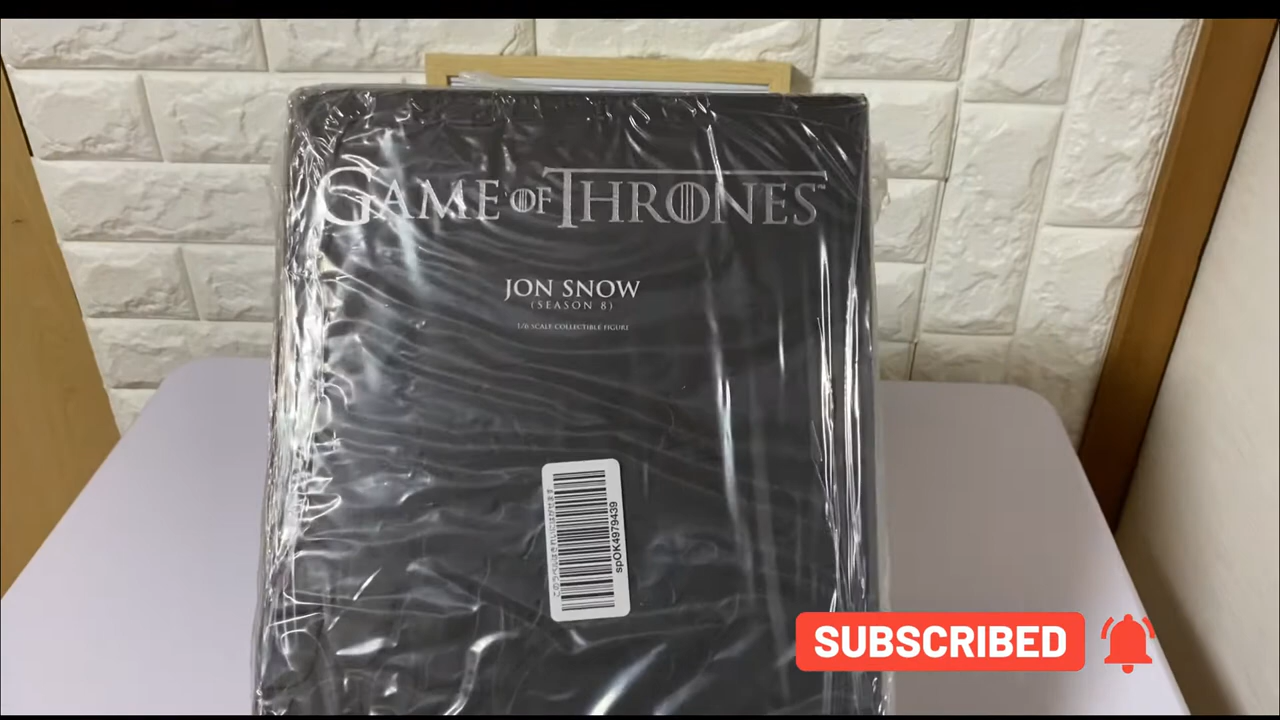 GAME OF THRONES
JON SNOW
(SEASON 8)
1/6 SCALE COLLECTIBLE FIGURE
spOK4979439
SUBSCRIBED